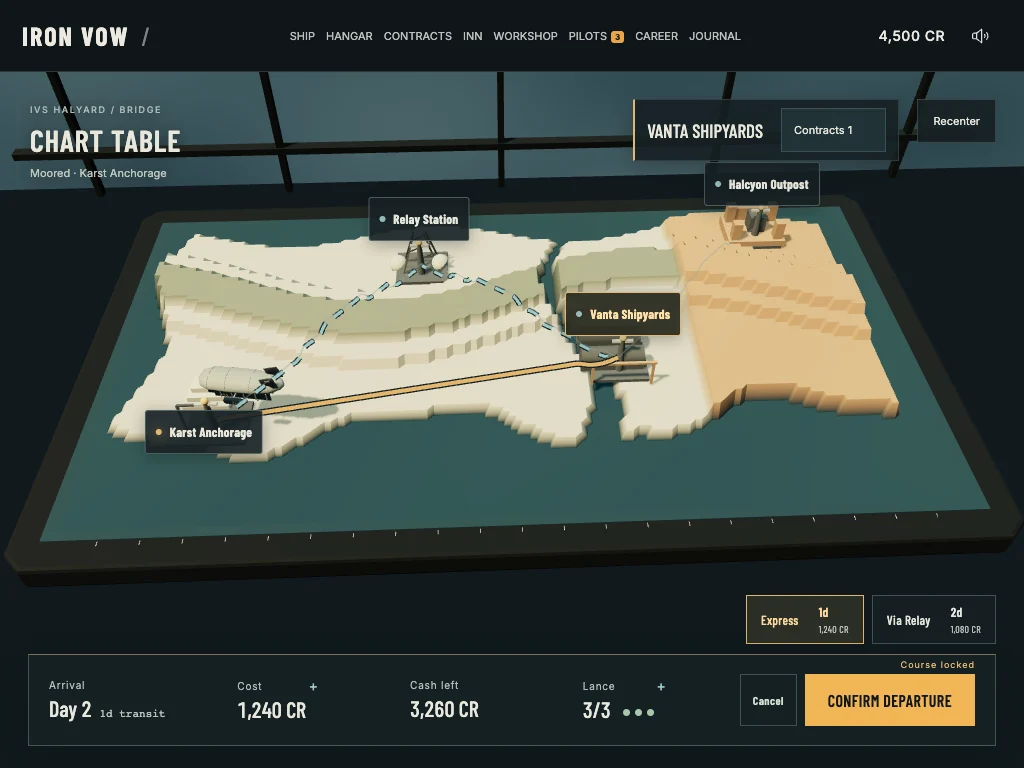 IRON VOW /
SHIP HANGAR CONTRACTS INN WORKSHOP PILOTS 3 CAREER JOURNAL
4,500 CR
IVS HALYARD / BRIDGE
CHART TABLE
Moored · Karst Anchorage
VANTA SHIPYARDS
Contracts 1
Recenter
Halcyon Outpost
Relay Station
Vanta Shipyards
Karst Anchorage
Express 1d
1,240 CR
Via Relay 2d
1,080 CR
Course locked
Arrival
Day 2 1d transit
Cost +
1,240 CR
Cash left
3,260 CR
Lance +
3/3
Cancel
CONFIRM DEPARTURE